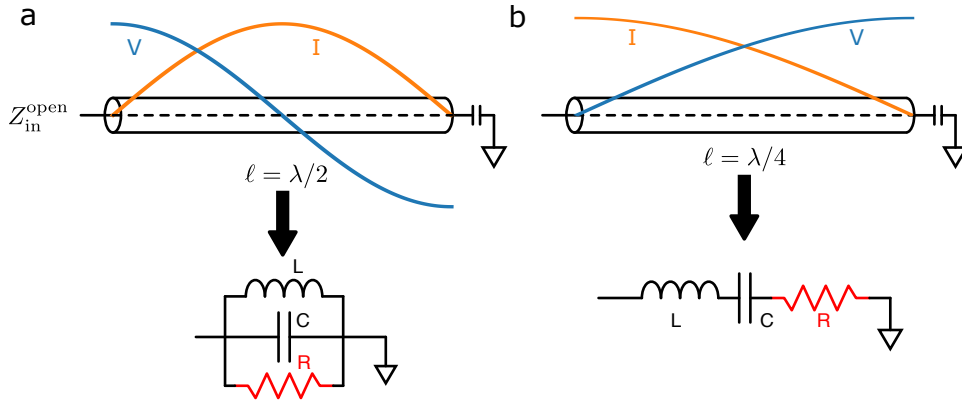 a
V
I
Z_in^open
ℓ = λ/2
L
C
R
b
I
V
ℓ = λ/4
L
C
R